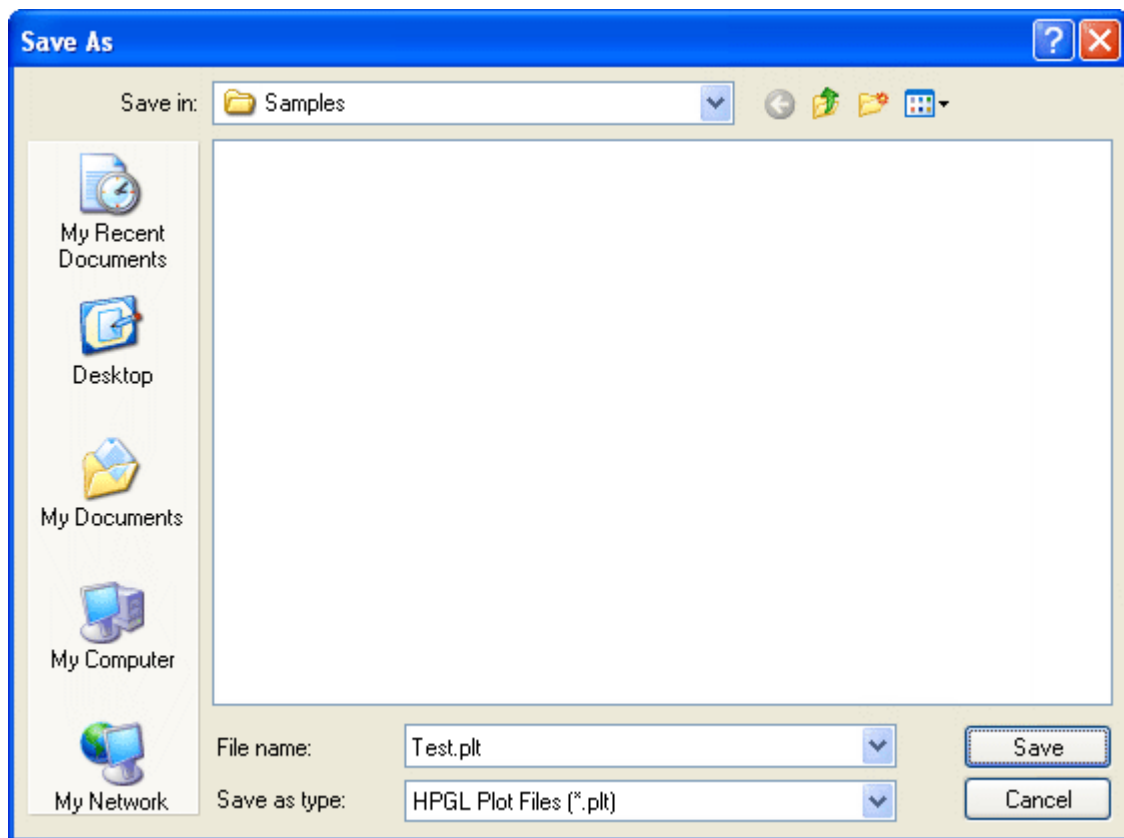 Save As
Save in:
Samples
My Recent
Documents
Desktop
My Documents
My Computer
My Network
File name:
Test.plt
Save
Save as type:
HPGL Plot Files (*.plt)
Cancel